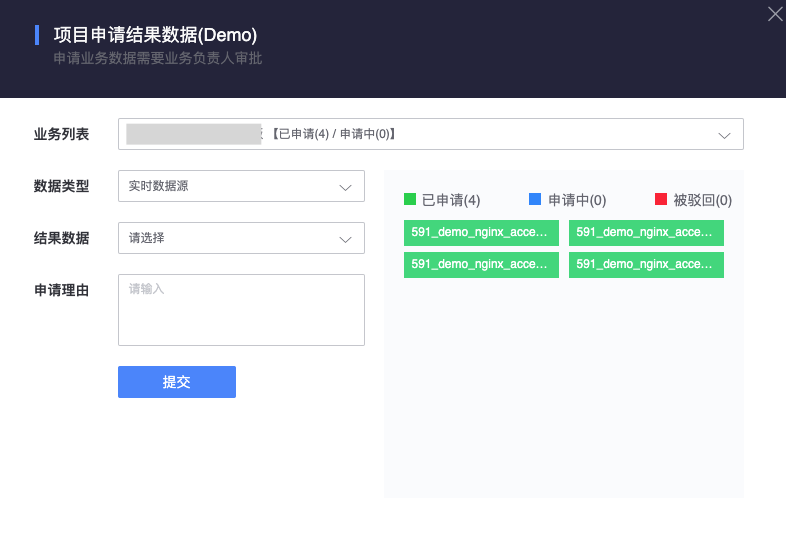 项目申请结果数据(Demo)
申请业务数据需要业务负责人审批
业务列表
【已申请(4) / 申请中(0)】
数据类型
实时数据源
结果数据
请选择
申请理由
请输入
提交
已申请(4) 申请中(0) 被驳回(0)
591_demo_nginx_acce... 591_demo_nginx_acce...
591_demo_nginx_acce... 591_demo_nginx_acce...